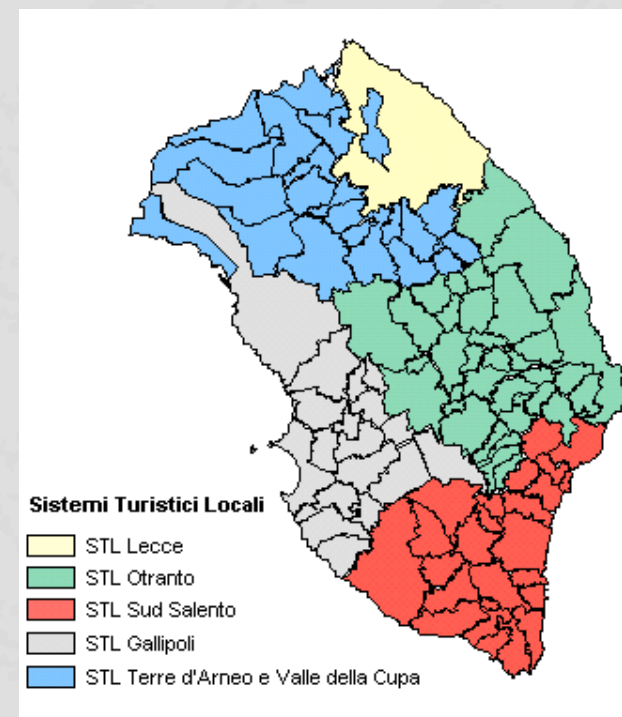 Sistemi Turistici Locali
STL Lecce
STL Otranto
STL Sud Salento
STL Gallipoli
STL Terre d'Arneo e Valle della Cupa